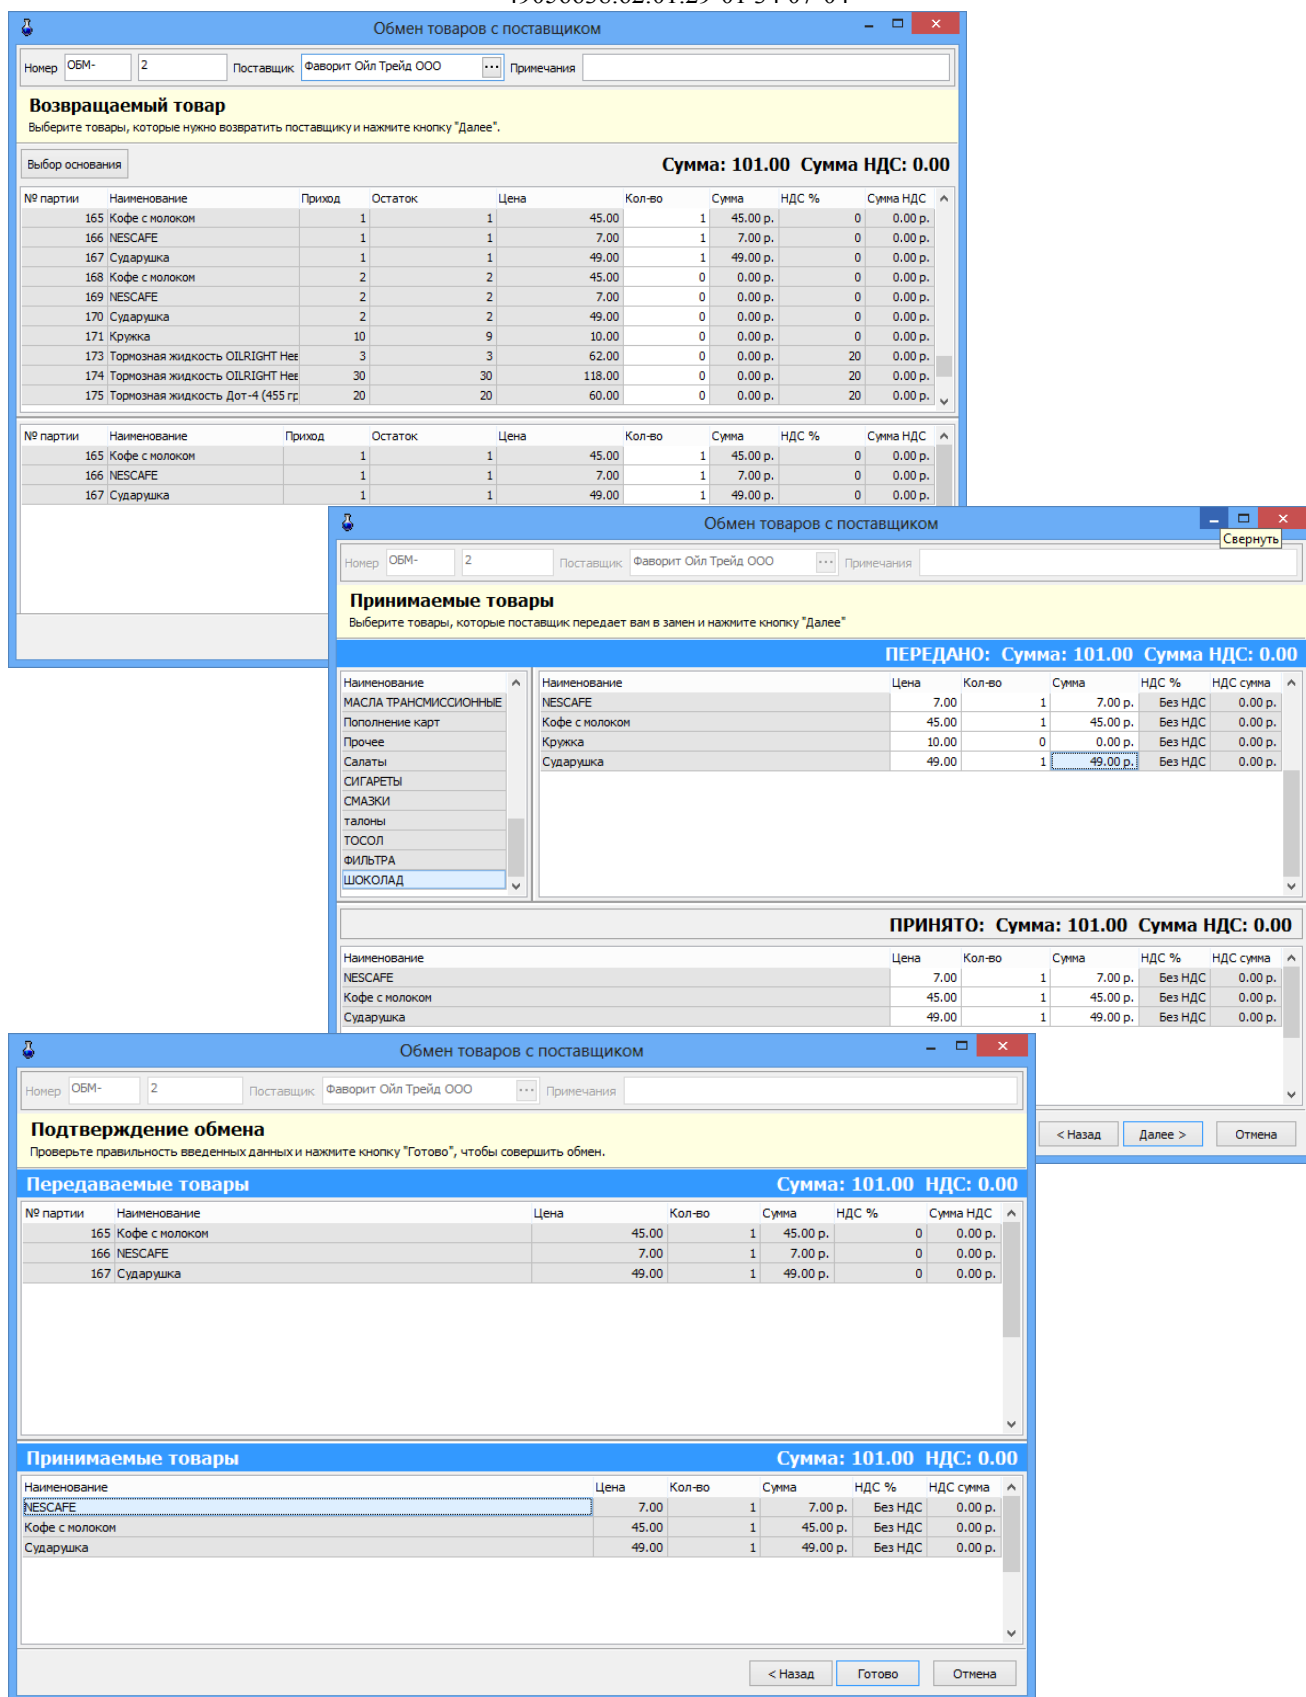 Обмен товаров с поставщиком
Номер ОБМ- 2 Поставщик Фаворит Ойл Трейд ООО ... Примечания
Возвращаемый товар
Выберите товары, которые нужно возвратить поставщику и нажмите кнопку "Далее".
Выбор основания Сумма: 101.00 Сумма НДС: 0.00
№ партии Наименование Приход Остаток Цена Кол-во Сумма НДС % Сумма НДС
165 Кофе с молоком 1 1 45.00 1 45.00 р. 0 0.00 р.
166 NESCAFE 1 1 7.00 1 7.00 р. 0 0.00 р.
167 Сударушка 1 1 49.00 1 49.00 р. 0 0.00 р.
168 Кофе с молоком 2 2 45.00 0 0.00 р. 0 0.00 р.
169 NESCAFE 2 2 7.00 0 0.00 р. 0 0.00 р.
170 Сударушка 2 2 49.00 0 0.00 р. 0 0.00 р.
171 Кружка 10 9 10.00 0 0.00 р. 0 0.00 р.
173 Тормозная жидкость OILRIGHT Нев 3 3 62.00 0 0.00 р. 20 0.00 р.
174 Тормозная жидкость OILRIGHT Нев 30 30 118.00 0 0.00 р. 20 0.00 р.
175 Тормозная жидкость Дот-4 (455 гр 20 20 60.00 0 0.00 р. 20 0.00 р.
№ партии Наименование Приход Остаток Цена Кол-во Сумма НДС % Сумма НДС
165 Кофе с молоком 1 1 45.00 1 45.00 р. 0 0.00 р.
166 NESCAFE 1 1 7.00 1 7.00 р. 0 0.00 р.
167 Сударушка 1 1 49.00 1 49.00 р. 0 0.00 р.
Обмен товаров с поставщиком
Свернуть
Номер ОБМ- 2 Поставщик Фаворит Ойл Трейд ООО ... Примечания
Принимаемые товары
Выберите товары, которые поставщик передает вам в замен и нажмите кнопку "Далее"
ПЕРЕДАНО: Сумма: 101.00 Сумма НДС: 0.00
Наименование
МАСЛА ТРАНСМИССИОННЫЕ
Пополнение карт
Прочее
Салаты
СИГАРЕТЫ
СМАЗКИ
талоны
ТОСОЛ
ФИЛЬТРА
ШОКОЛАД
Наименование Цена Кол-во Сумма НДС % НДС сумма
NESCAFE 7.00 1 7.00 р. Без НДС 0.00 р.
Кофе с молоком 45.00 1 45.00 р. Без НДС 0.00 р.
Кружка 10.00 0 0.00 р. Без НДС 0.00 р.
Сударушка 49.00 1 49.00 р. Без НДС 0.00 р.
ПРИНЯТО: Сумма: 101.00 Сумма НДС: 0.00
Наименование Цена Кол-во Сумма НДС % НДС сумма
NESCAFE 7.00 1 7.00 р. Без НДС 0.00 р.
Кофе с молоком 45.00 1 45.00 р. Без НДС 0.00 р.
Сударушка 49.00 1 49.00 р. Без НДС 0.00 р.
< Назад Далее > Отмена
Обмен товаров с поставщиком
Номер ОБМ- 2 Поставщик Фаворит Ойл Трейд ООО ... Примечания
Подтверждение обмена
Проверьте правильность введенных данных и нажмите кнопку "Готово", чтобы совершить обмен.
Передаваемые товары Сумма: 101.00 НДС: 0.00
№ партии Наименование Цена Кол-во Сумма НДС % Сумма НДС
165 Кофе с молоком 45.00 1 45.00 р. 0 0.00 р.
166 NESCAFE 7.00 1 7.00 р. 0 0.00 р.
167 Сударушка 49.00 1 49.00 р. 0 0.00 р.
Принимаемые товары Сумма: 101.00 НДС: 0.00
Наименование Цена Кол-во Сумма НДС % НДС сумма
NESCAFE 7.00 1 7.00 р. Без НДС 0.00 р.
Кофе с молоком 45.00 1 45.00 р. Без НДС 0.00 р.
Сударушка 49.00 1 49.00 р. Без НДС 0.00 р.
< Назад Готово Отмена